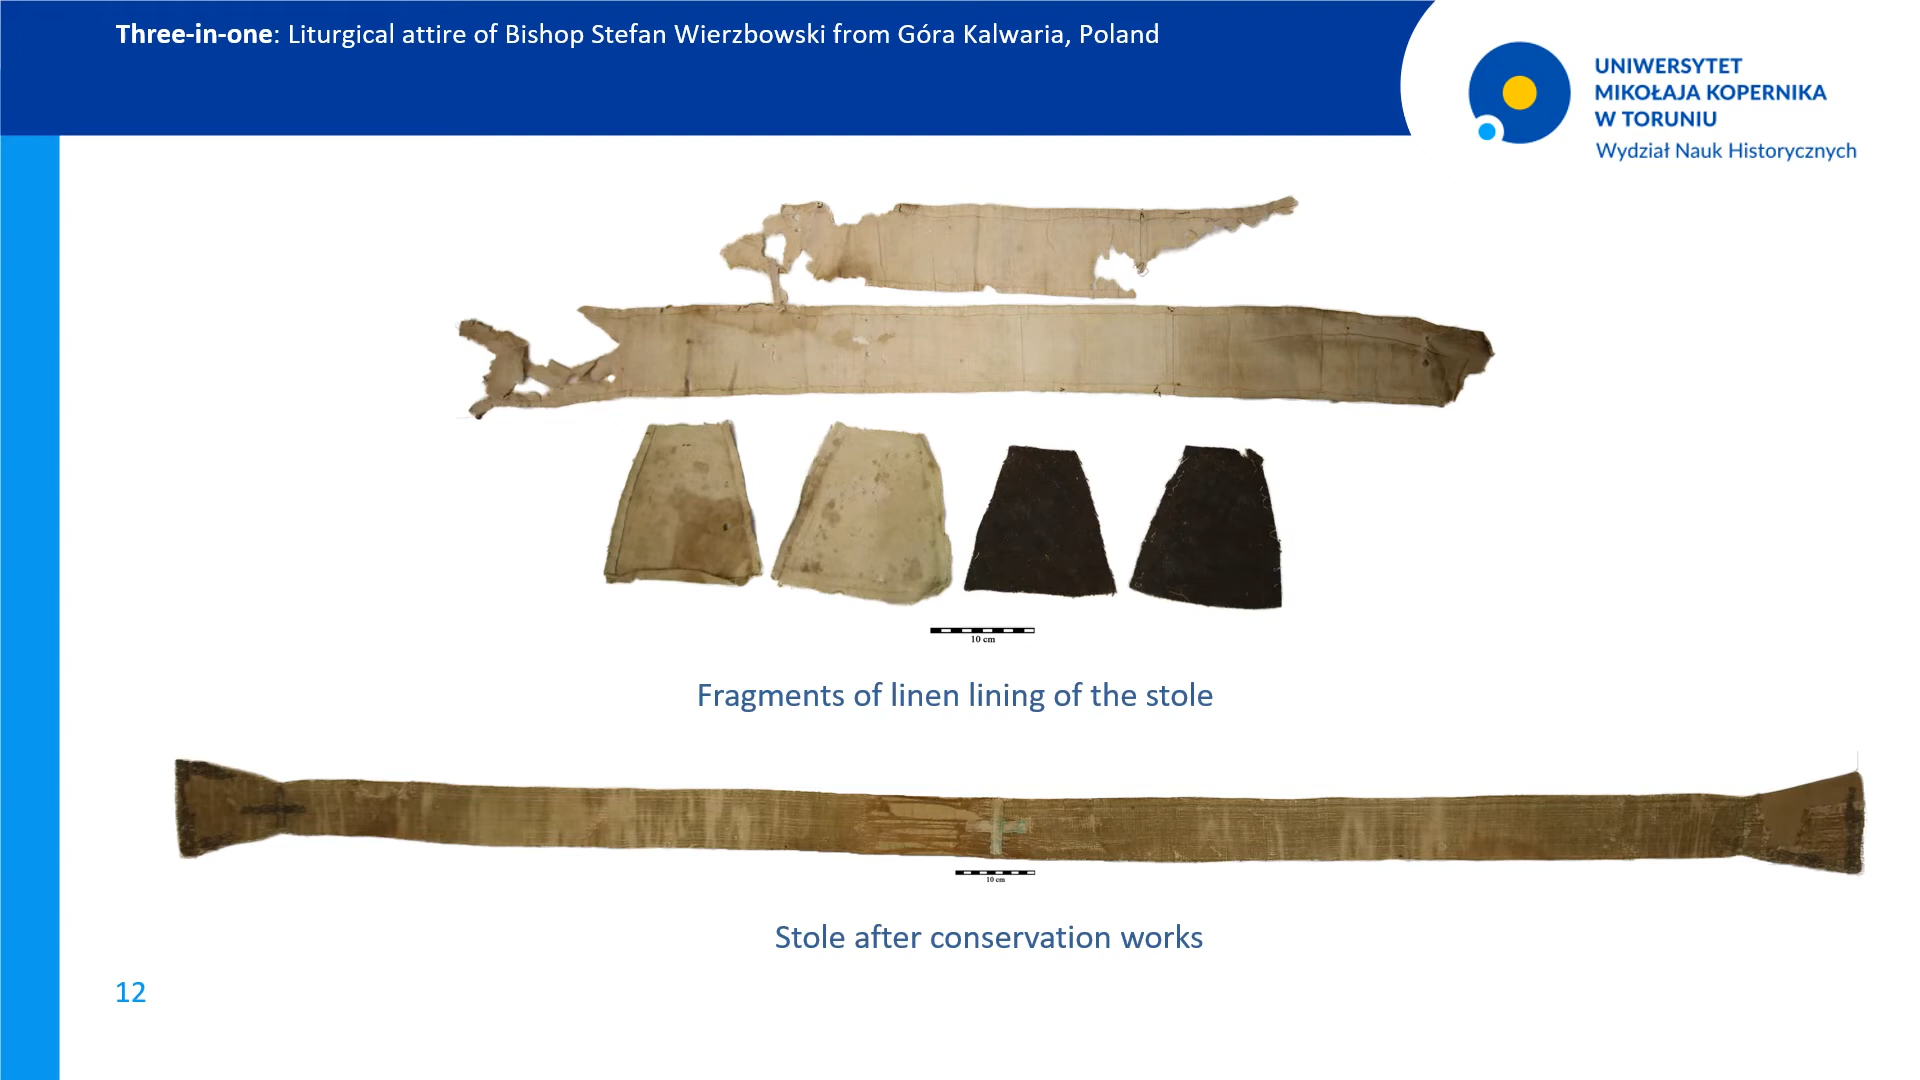 Three-in-one: Liturgical attire of Bishop Stefan Wierzbowski from Góra Kalwaria, Poland
UNIWERSYTET
MIKOŁAJA KOPERNIKA
W TORUNIU
Wydział Nauk Historycznych
10 cm
Fragments of linen lining of the stole
10 cm
Stole after conservation works
12